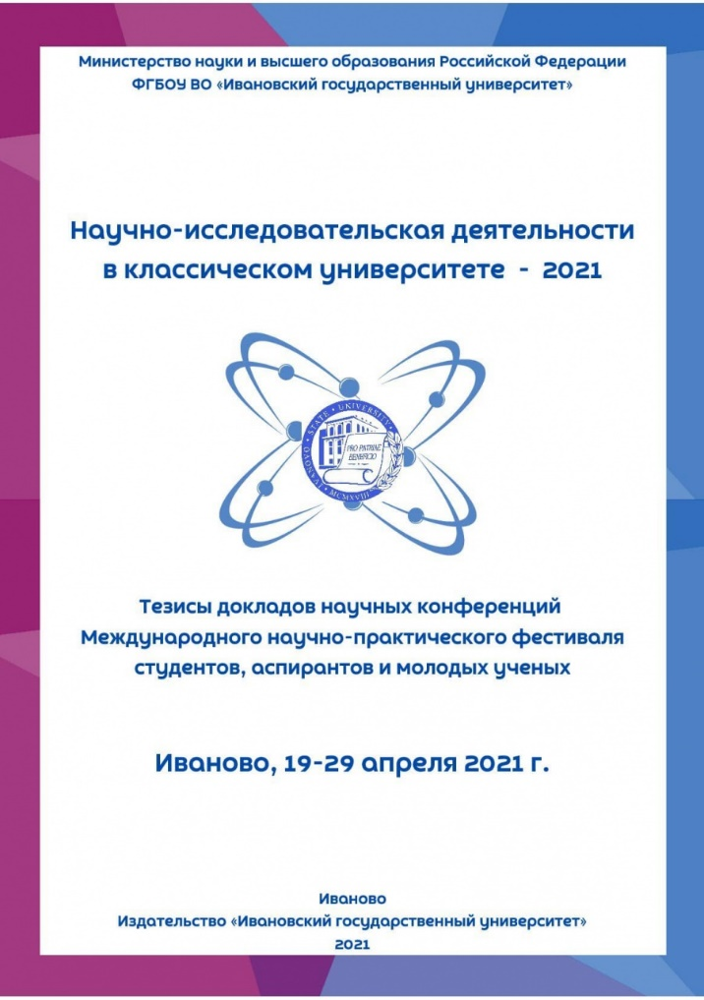 Министерство науки и высшего образования Российской Федерации
ФГБОУ ВО «Ивановский государственный университет»
Научно-исследовательская деятельности
в классическом университете - 2021
IVANOVO • STATE • UNIVERSITY • MCMXVIII
PRO PATRIAE
BENEFICIO
Тезисы докладов научных конференций
Международного научно-практического фестиваля
студентов, аспирантов и молодых ученых
Иваново, 19-29 апреля 2021 г.
Иваново
Издательство «Ивановский государственный университет»
2021